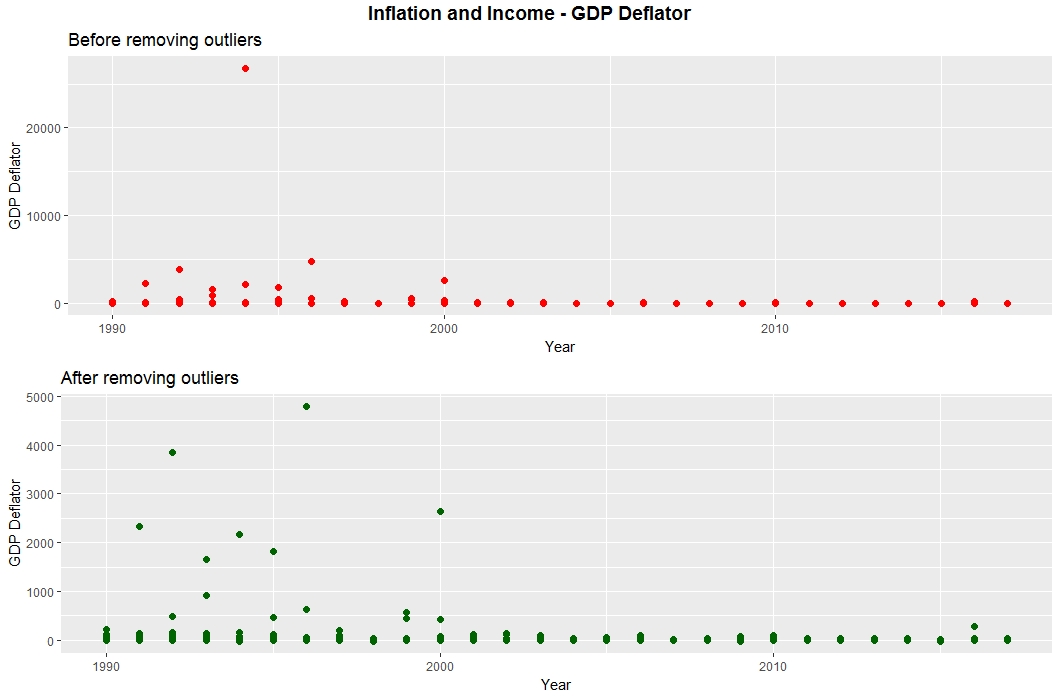 Inflation and Income - GDP Deflator
Before removing outliers
GDP Deflator
20000
10000
0
1990 2000 2010
Year
After removing outliers
GDP Deflator
5000
4000
3000
2000
1000
0
1990 2000 2010
Year